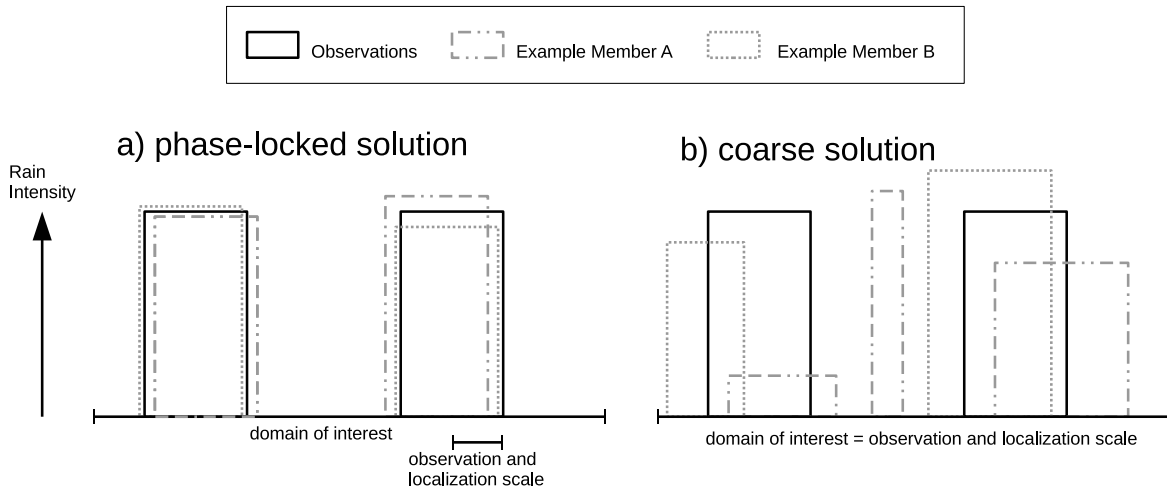 Observations
Example Member A
Example Member B
a) phase-locked solution
b) coarse solution
Rain
Intensity
domain of interest
observation and
localization scale
domain of interest = observation and localization scale